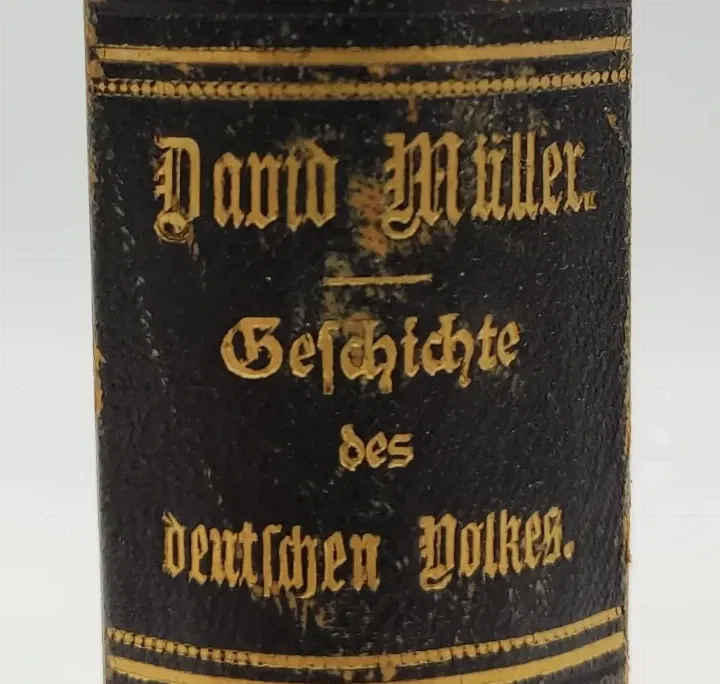 David Müller.
Geschichte
des
deutschen Volkes.